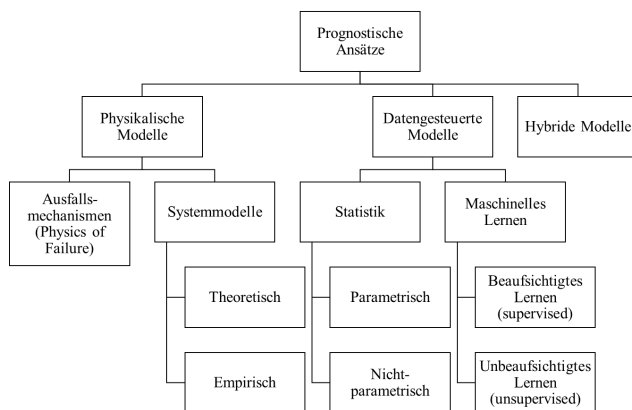 Prognostische
Ansätze
Physikalische
Modelle
Datengesteuerte
Modelle
Hybride Modelle
Ausfalls-
mechanismen
(Physics of
Failure)
Systemmodelle
Statistik
Maschinelles
Lernen
Theoretisch
Parametrisch
Beaufsichtigtes
Lernen
(supervised)
Empirisch
Nicht-
parametrisch
Unbeaufsichtigtes
Lernen
(unsupervised)